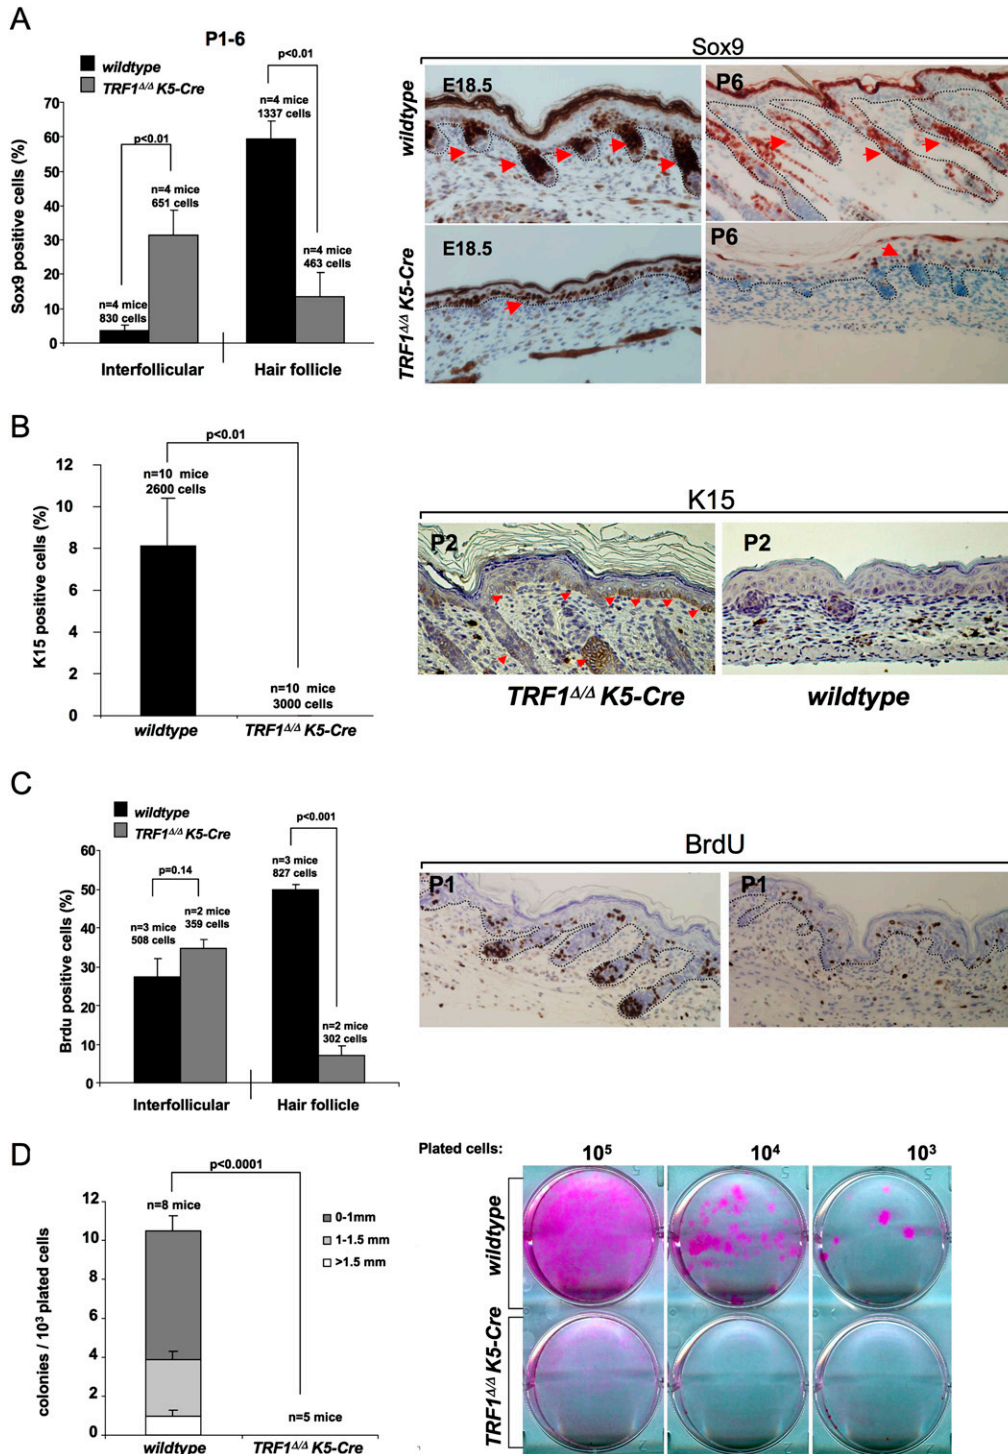 A
P1-6
wildtype
TRF1Δ/Δ K5-Cre
Sox9 positive cells (%)
70
60
50
40
30
20
10
0
p<0.01
p<0.01
n=4 mice
830 cells
n=4 mice
651 cells
n=4 mice
1337 cells
n=4 mice
463 cells
Interfollicular
Hair follicle
Sox9
wildtype
E18.5
P6
TRF1Δ/Δ K5-Cre
E18.5
P6
B
K15 positive cells (%)
12
10
8
6
4
2
0
p<0.01
n=10 mice
2600 cells
n=10 mice
3000 cells
wildtype
TRF1Δ/Δ K5-Cre
K15
P2
P2
TRF1Δ/Δ K5-Cre
wildtype
C
wildtype
TRF1Δ/Δ K5-Cre
Brdu positive cells (%)
60
50
40
30
20
10
0
p=0.14
p<0.001
n=3 mice
508 cells
n=2 mice
359 cells
n=3 mice
827 cells
n=2 mice
302 cells
Interfollicular
Hair follicle
BrdU
P1
P1
D
colonies / 10³ plated cells
12
10
8
6
4
2
0
p<0.0001
n=8 mice
n=5 mice
0-1mm
1-1.5 mm
>1.5 mm
wildtype
TRF1Δ/Δ K5-Cre
Plated cells:
10⁵
10⁴
10³
wildtype
TRF1Δ/Δ K5-Cre